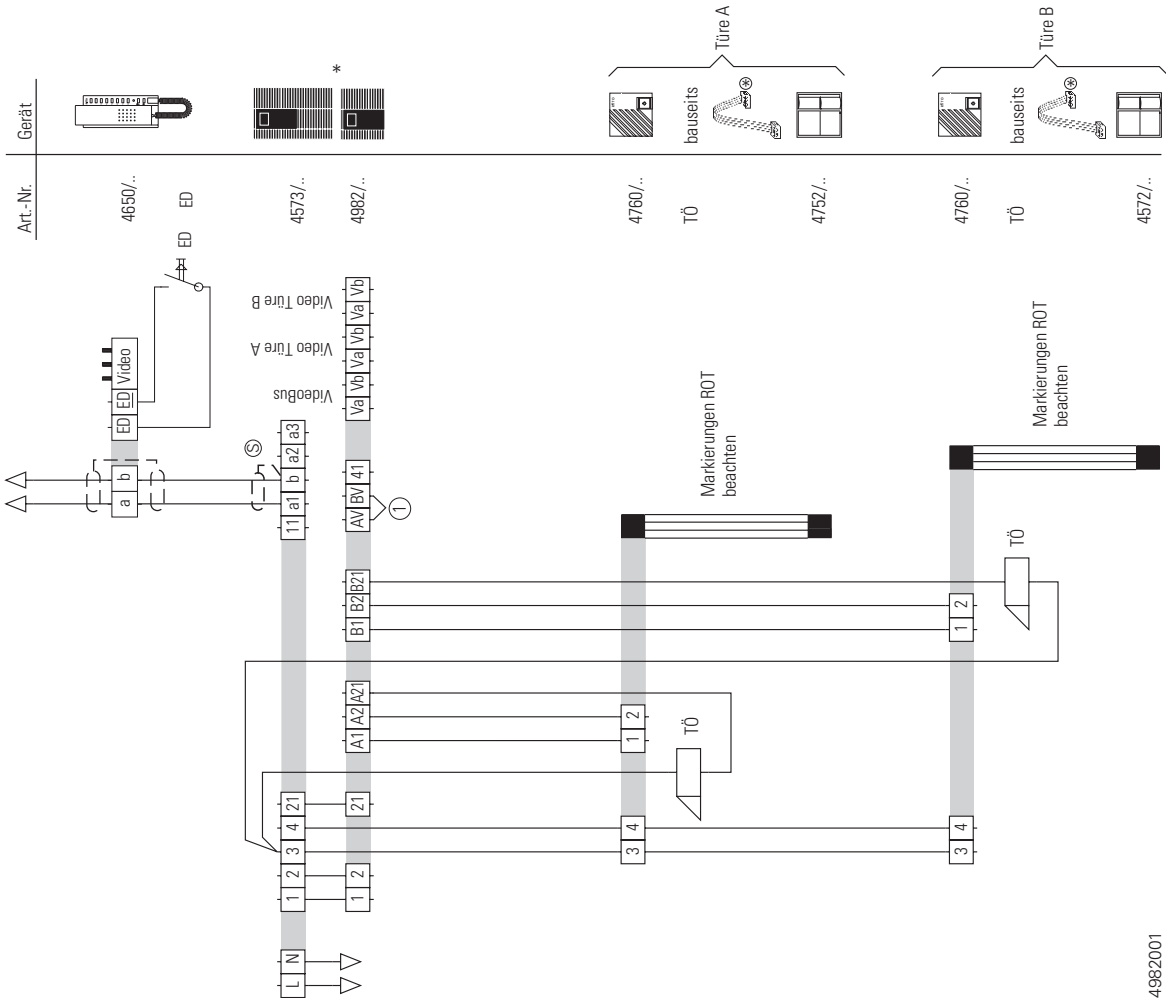 Art.-Nr. Gerät
4650/..
ED ED
a b ED ED Video
ED
Ⓢ
4573/.. *
L N 1 2 3 4 21 11 a1 b a2 a3
4982/..
1 2 21 A1 A2 A21 B1 B2 B21 AV BV 41 Va Vb Va Vb Va Vb
①
VideoBus
Video Türe A
Video Türe B
4760/..
3 4 1 2
TÖ bauseits
TÖ
Markierungen ROT
beachten
4752/..
Türe A
4760/..
3 4 1 2
TÖ bauseits
TÖ
Markierungen ROT
beachten
4572/..
Türe B
4982001